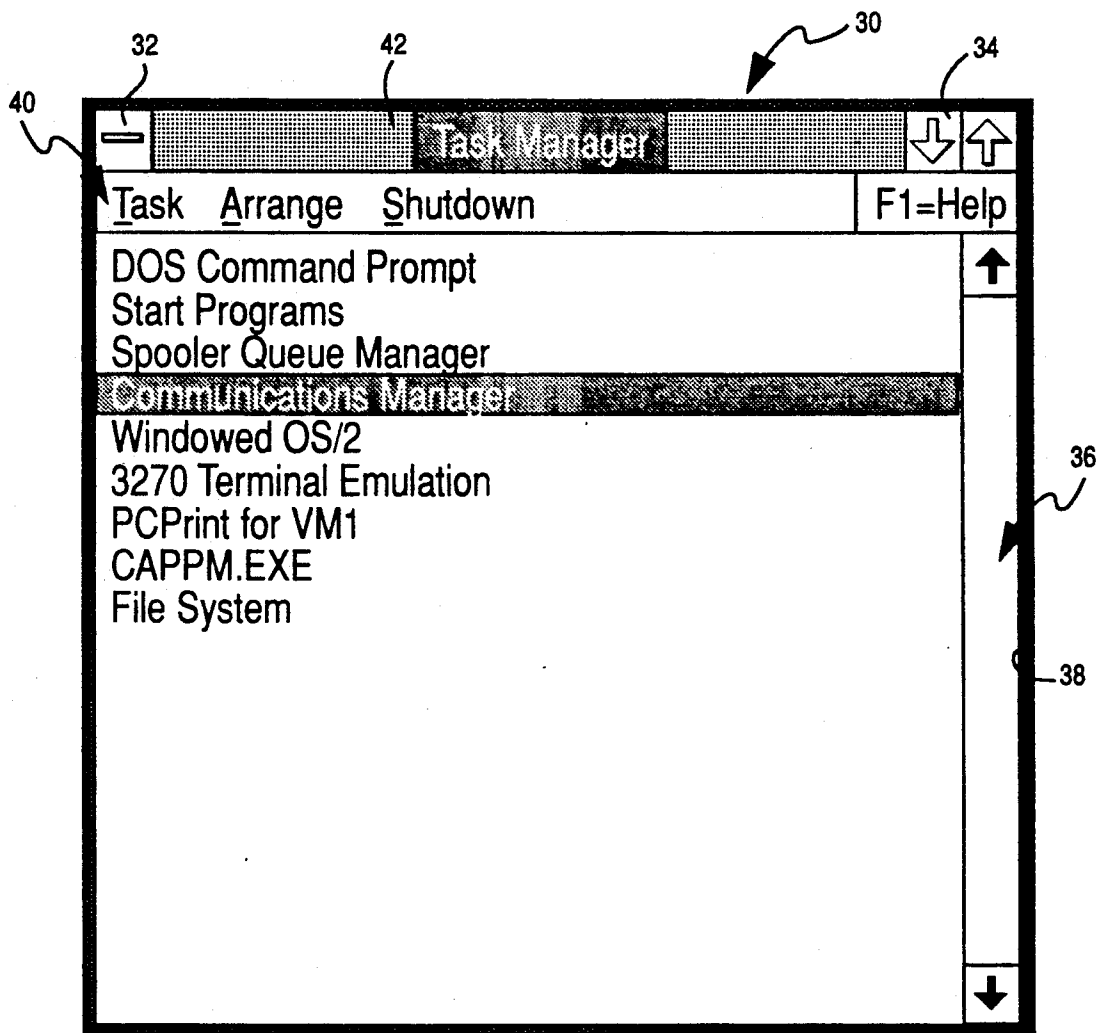 30
32
42
34
40
Task Manager
Task Arrange Shutdown F1=Help
DOS Command Prompt
Start Programs
Spooler Queue Manager
Communications Manager
Windowed OS/2
36
3270 Terminal Emulation
PCPrint for VM1
CAPPM.EXE
File System
38